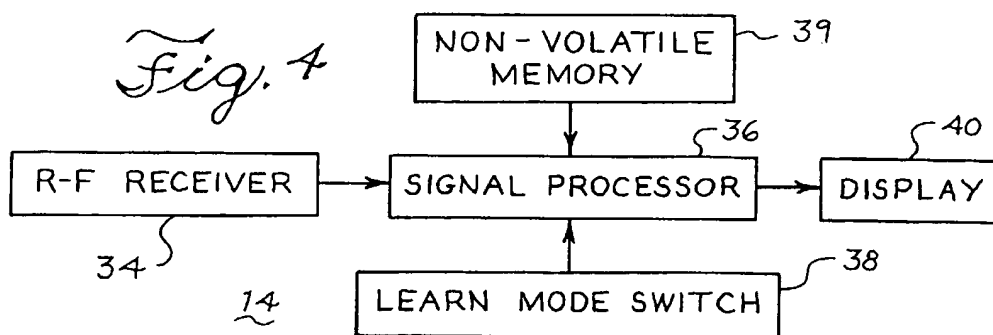 Fig. 4
NON-VOLATILE
MEMORY
39
R-F RECEIVER
34
SIGNAL PROCESSOR
36
DISPLAY
40
LEARN MODE SWITCH
38
14